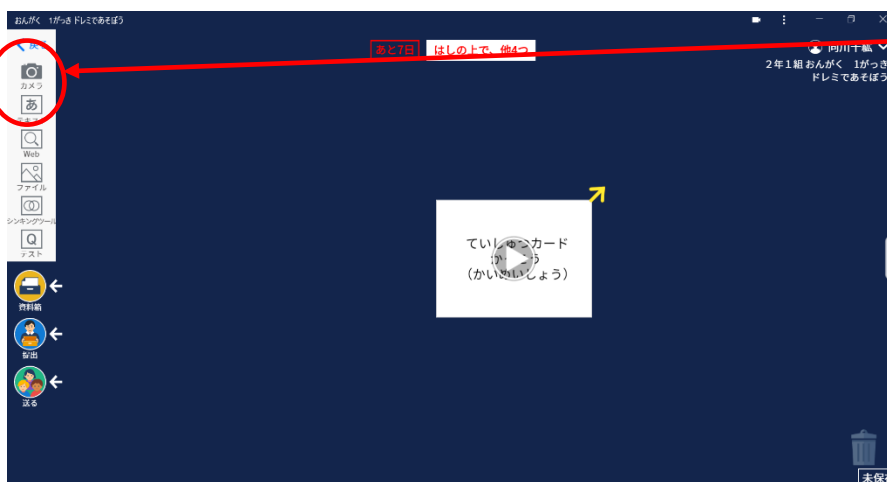 おんがく 1がっき ドレミであそぼう
あと7日
はしの上で、他4つ
2年1組 おんがく 1がっき
ドレミであそぼう
カメラ
Web
ファイル
シンキングツール
テスト
資料箱
提出
送る
ていしゅつカード
(かいめいしょう)